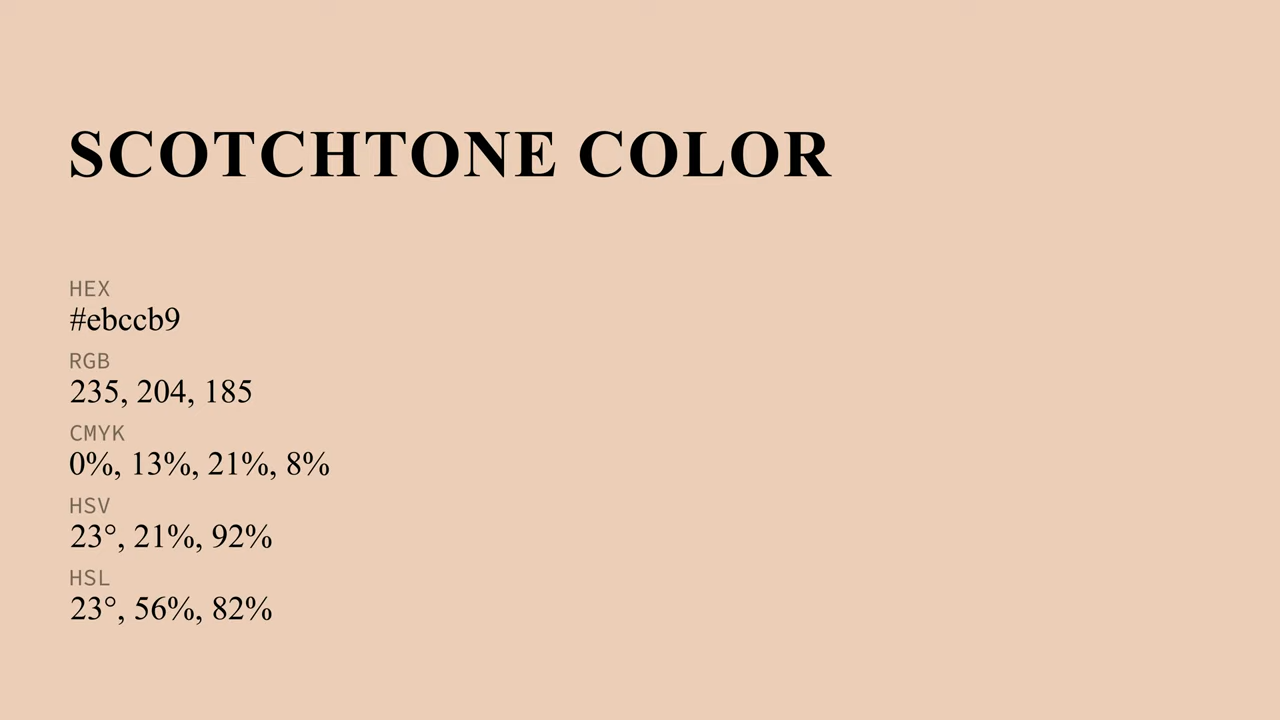 SCOTCHTONE COLOR
HEX
#ebccb9
RGB
235, 204, 185
CMYK
0%, 13%, 21%, 8%
HSV
23°, 21%, 92%
HSL
23°, 56%, 82%